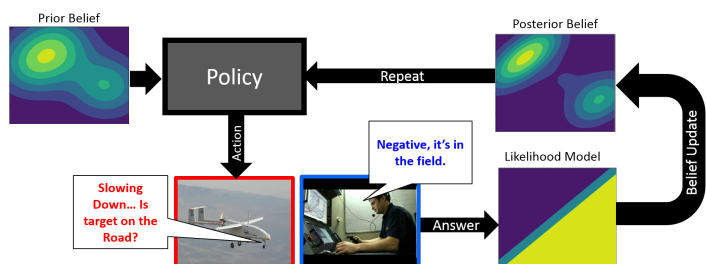 Prior Belief
Posterior Belief
Policy
Repeat
Action
Negative, it's in
the field.
Likelihood Model
Belief Update
Slowing
Down... Is
target on the
Road?
Answer